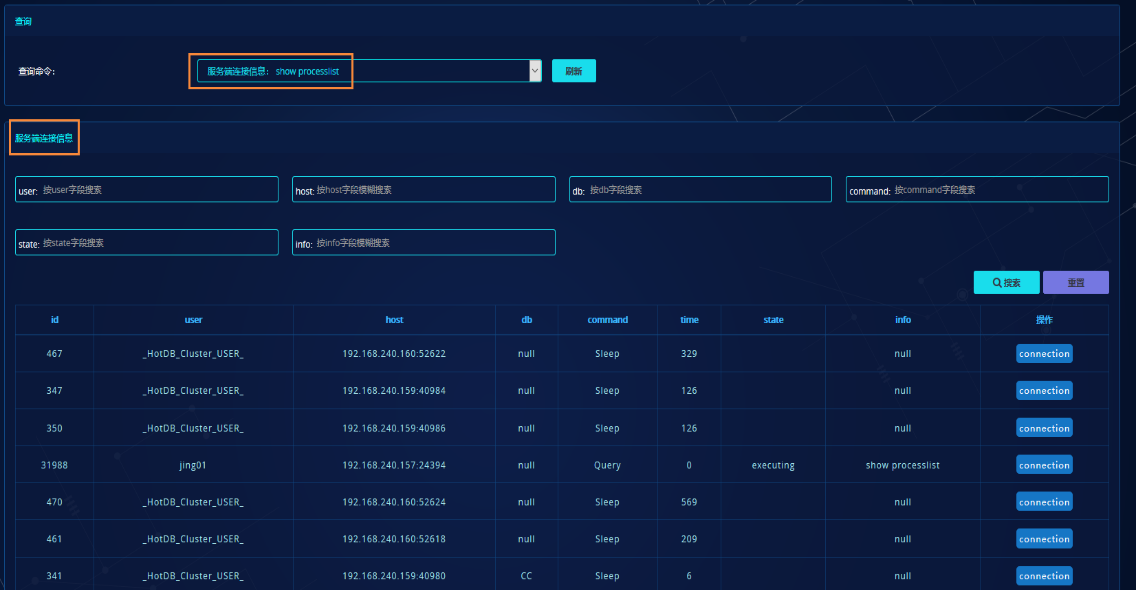 查询
查询命令: 服务端连接信息: show processlist 刷新
服务端连接信息
user: 按user字段搜索 host: 按host字段模糊搜索 db: 按db字段搜索 command: 按command字段搜索
state: 按state字段搜索 info: 按info字段模糊搜索
搜索 重置
id user host db command time state info 操作
467 _HotDB_Cluster_USER_ 192.168.240.160:52622 null Sleep 329 null connection
347 _HotDB_Cluster_USER_ 192.168.240.159:40984 null Sleep 126 null connection
350 _HotDB_Cluster_USER_ 192.168.240.159:40986 null Sleep 126 null connection
31988 jing01 192.168.240.157:24394 null Query 0 executing show processlist connection
470 _HotDB_Cluster_USER_ 192.168.240.160:52624 null Sleep 569 null connection
461 _HotDB_Cluster_USER_ 192.168.240.160:52618 null Sleep 209 null connection
341 _HotDB_Cluster_USER_ 192.168.240.159:40980 CC Sleep 6 null connection